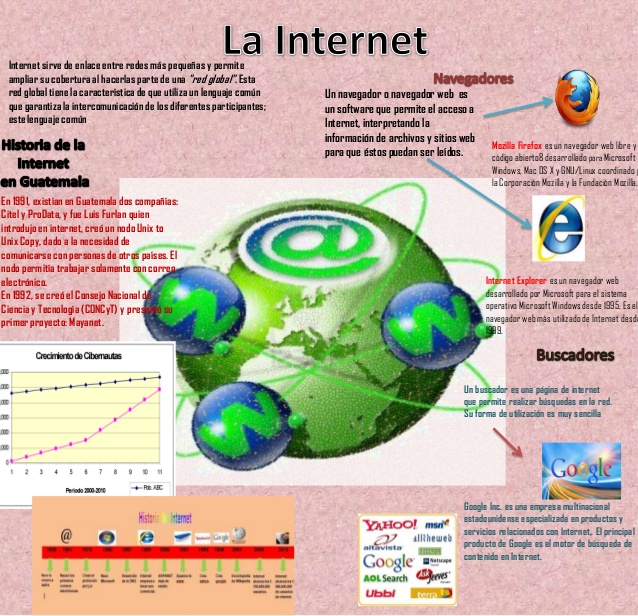 La Internet
Internet sirve de enlace entre redes más pequeñas y permite
ampliar su cobertura al hacerlas parte de una "red global". Esta
red global tiene la característica de que utiliza un lenguaje común
que garantiza la intercomunicación de los diferentes participantes;
este lenguaje común
Historia de la
Internet
en Guatemala
En 1991, existían en Guatemala dos compañías:
Citel y ProData, y fue Luis Furlan quien
introdujo en internet, creó un nodo Unix to
Unix Copy, dado a la necesidad de
comunicarse con personas de otros países. El
nodo permitía trabajar solamente con correo
electrónico.
En 1992, se creó el Consejo Nacional de
Ciencia y Tecnología (CONCyT) y presentó su
primer proyecto: Mayanet.
Navegadores
Un navegador o navegador web es
un software que permite el acceso a
Internet, interpretando la
información de archivos y sitios web
para que éstos puedan ser leídos.
Mozilla Firefox es un navegador web libre y
código abierto8 desarrollado para Microsoft
Windows, Mac OS X y GNU/Linux coordinado
la Corporación Mozilla y la Fundación Mozilla.
Internet Explorer es un navegador web
desarrollado por Microsoft para el sistema
operativo Microsoft Windows desde 1995. Es el
navegador web más utilizado de Internet desde
1999.
Buscadores
Un buscador es una página de internet
que permite realizar búsquedas en la red.
Su forma de utilización es muy sencilla
Google
Google Inc. es una empresa multinacional
estadounidense especializada en productos y
servicios relacionados con Internet, El principal
producto de Google es el motor de búsqueda de
contenido en Internet.
Crecimiento de Cibernautas
1 2 3 4 5 6 7 8 9 10 11
Periodo 2000-2010
Pob. ABC
Historia Internet
YAHOO! msn
altavista alltheweb
Google Netscape
AOL Search Ask Jeeves
Ubbi terra